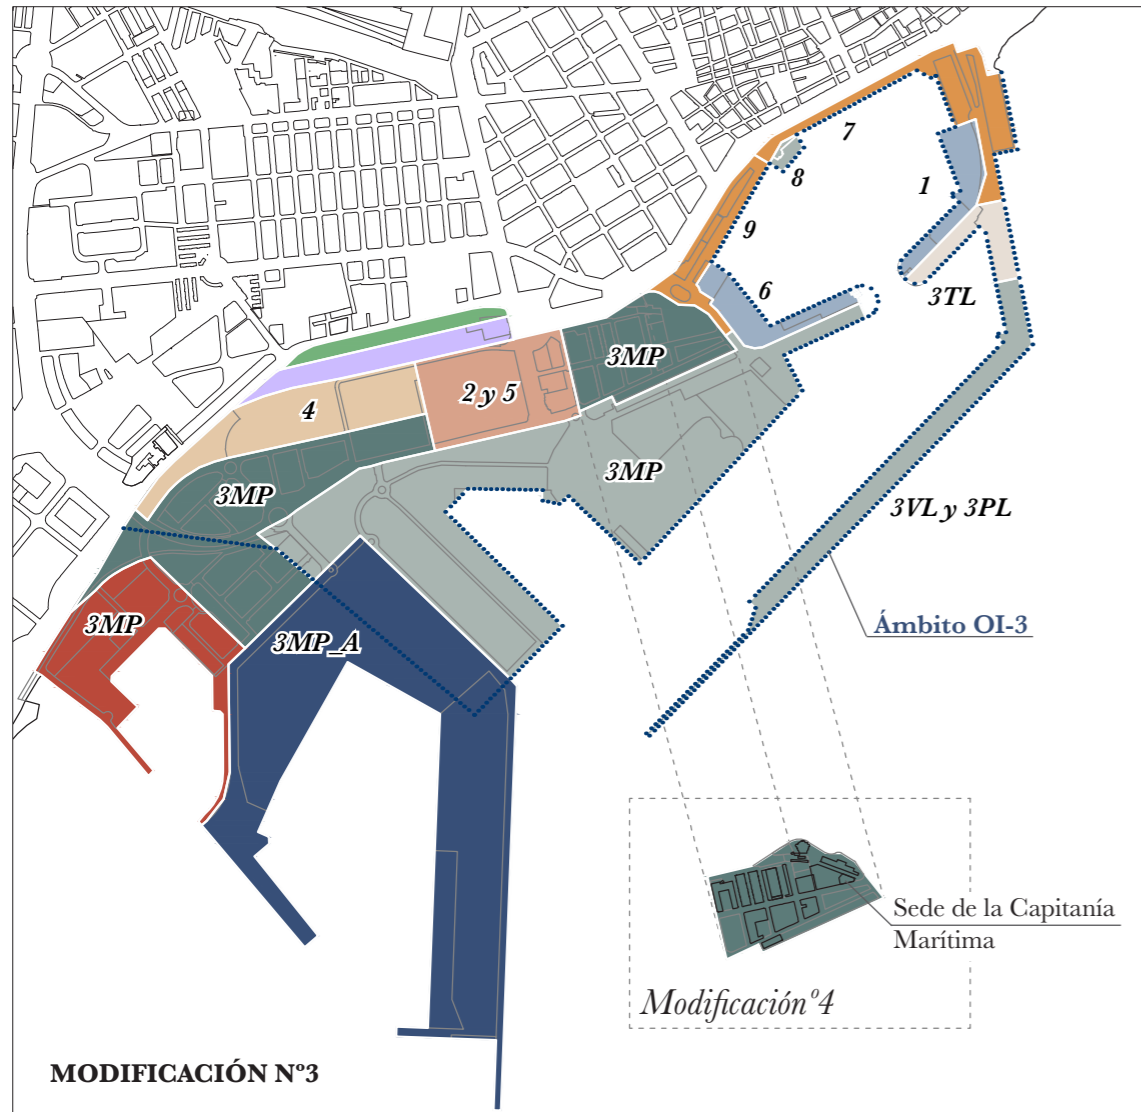 7
8
1
9
6
3TL
3MP
2 y 5
4
3MP
3MP
3VL y 3PL
3MP
Ámbito OI-3
3MP_A
Sede de la Capitanía
Marítima
Modificaciónº4
MODIFICACIÓN Nº3